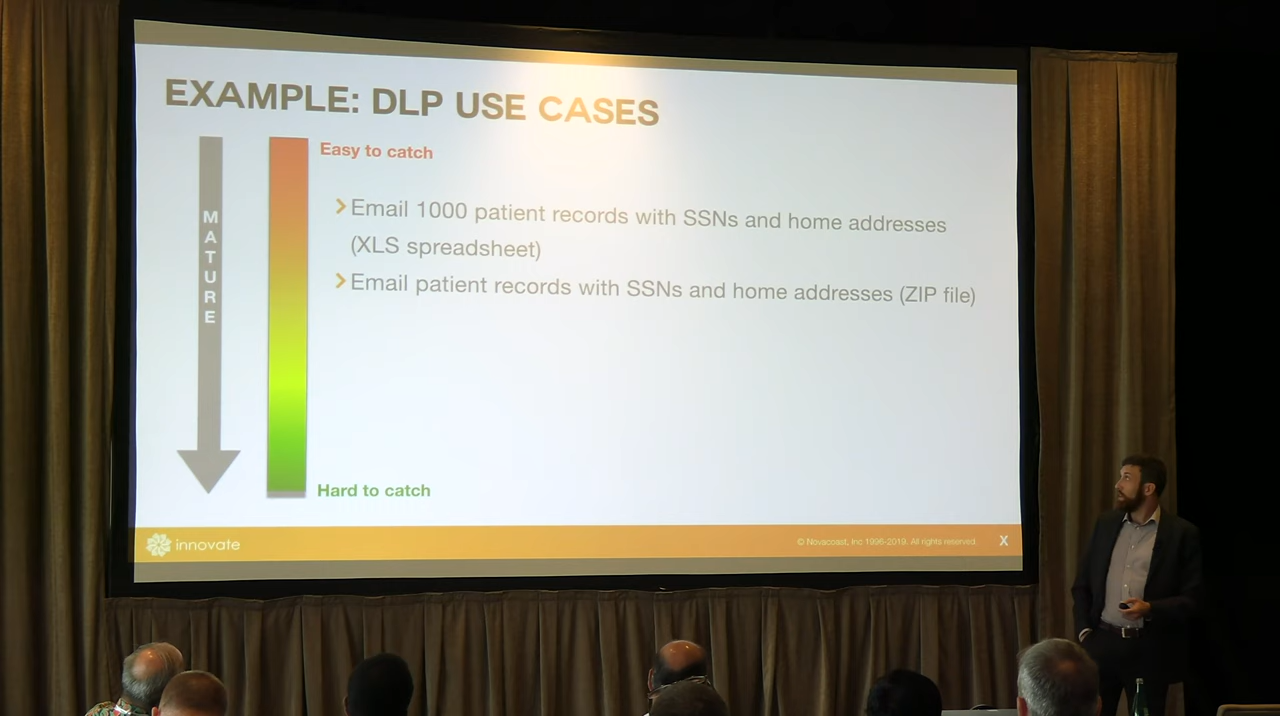 EXAMPLE: DLP USE CASES
MATURE
Easy to catch
Email 1000 patient records with SSNs and home addresses
(XLS spreadsheet)
Email patient records with SSNs and home addresses (ZIP file)
Hard to catch
innovate
© Novacoast, Inc 1996-2019. All rights reserved.
X